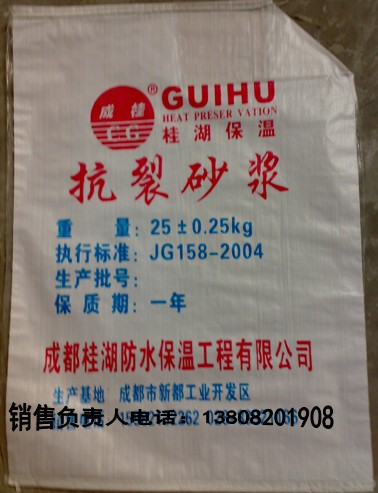 成桂
CG
®
GUIHU
HEAT PRESER VATION
桂湖保温
抗裂砂浆
重 量: 25±0.25kg
执行标准: JG158-2004
生产批号:
保质期: 一年
成都桂湖防水保温工程有限公司
生产基地: 成都市新都工业开发区
销售负责人电话: 13808201908